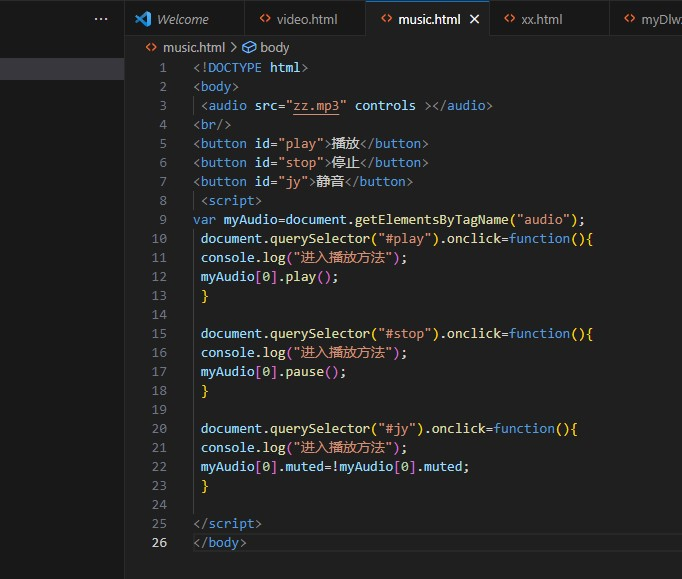 Welcome
video.html
music.html
xx.html
myDlw.
music.html > body
1 <!DOCTYPE html>
2 <body>
3 <audio src="zz.mp3" controls ></audio>
4 <br/>
5 <button id="play">播放</button>
6 <button id="stop">停止</button>
7 <button id="jy">静音</button>
8 <script>
9 var myAudio=document.getElementsByTagName("audio");
10 document.querySelector("#play").onclick=function(){
11 console.log("进入播放方法");
12 myAudio[0].play();
13 }
14
15 document.querySelector("#stop").onclick=function(){
16 console.log("进入播放方法");
17 myAudio[0].pause();
18 }
19
20 document.querySelector("#jy").onclick=function(){
21 console.log("进入播放方法");
22 myAudio[0].muted=!myAudio[0].muted;
23 }
24
25 </script>
26 </body>